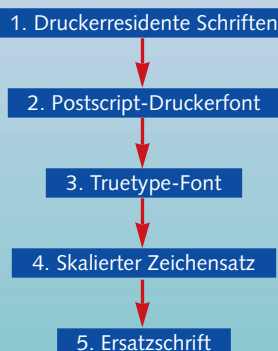 1. Druckerresidente Schriften
2. Postscript-Druckerfont
3. Truetype-Font
4. Skalierter Zeichensatz
5. Ersatzschrift